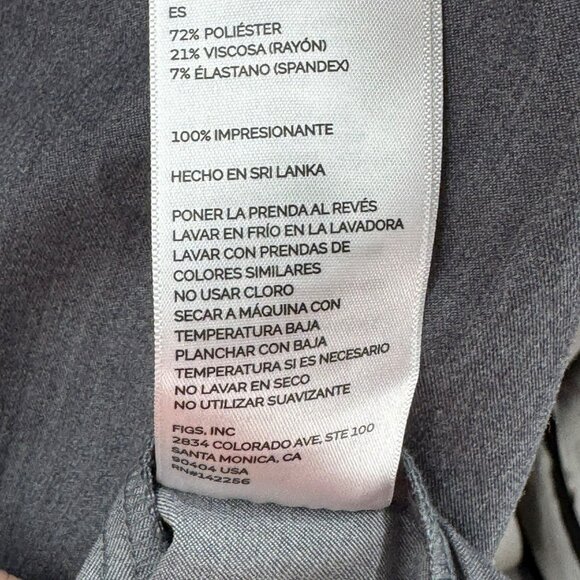 ES
72% POLIÉSTER
21% VISCOSA (RAYÓN)
7% ÉLASTANO (SPANDEX)
100% IMPRESIONANTE
HECHO EN SRI LANKA
PONER LA PRENDA AL REVÉS
LAVAR EN FRÍO EN LA LAVADORA
LAVAR CON PRENDAS DE
COLORES SIMILARES
NO USAR CLORO
SECAR A MÁQUINA CON
TEMPERATURA BAJA
PLANCHAR CON BAJA
TEMPERATURA SI ES NECESARIO
NO LAVAR EN SECO
NO UTILIZAR SUAVIZANTE
FIGS, INC
2834 COLORADO AVE. STE 100
SANTA MONICA, CA
90404 USA
RN#142256